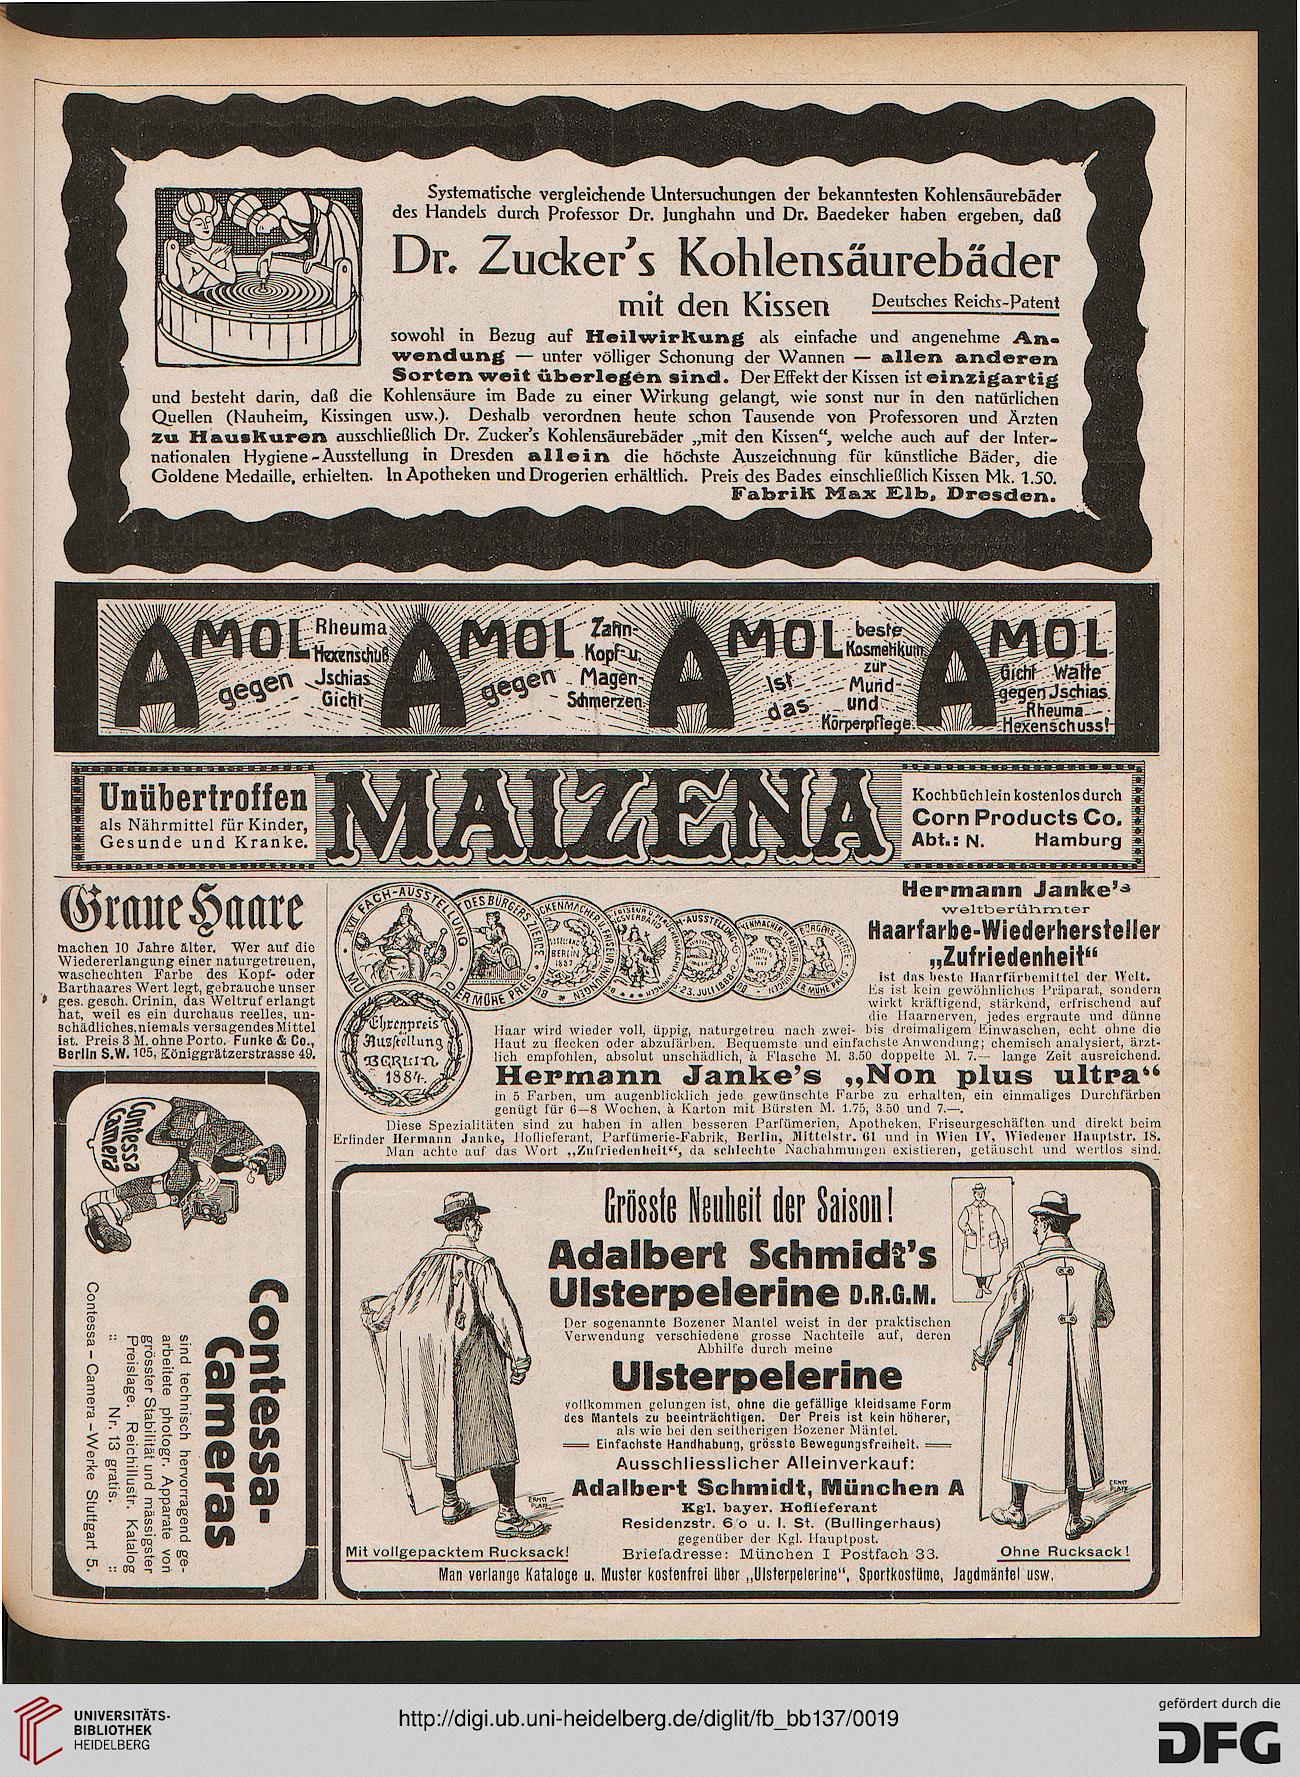 Systematische vergleichende Untersuchungen der bekanntesten Kohlensäurebäder
des Handels durch Professor Dr. Junghahn und Dr. Baedeker haben ergeben, daß
Dr. Zucker's Kohlensäurebäder
mit den Kissen Deutsches Reichs-Patent
sowohl in Bezug auf Heilwirkung als einfache und angenehme An-
wendung — unter völliger Schonung der Wannen — allen anderen
Sorten weit überlegen sind. Der Effekt der Kissen ist einzigartig
und besteht darin, daß die Kohlensäure im Bade zu einer Wirkung gelangt, wie sonst nur in den natürlichen
Quellen (Nauheim, Kissingen usw.). Deshalb verordnen heute schon Tausende von Professoren und Ärzten
zu Hauskuren ausschließlich Dr. Zucker's Kohlensäurebäder „mit den Kissen“, welche auch auf der Inter-
nationalen Hygiene-Ausstellung in Dresden allein die höchste Auszeichnung für künstliche Bäder, die
Goldene Medaille, erhielten. In Apotheken und Drogerien erhältlich. Preis des Bades einschließlich Kissen Mk. 1.50.
Fabrik Max Elb, Dresden.
AMOL gegen Rheuma Hexenschuß Jschias Gicht
AMOL gegen Zahn- Kopf- u. Magen- Schmerzen
AMOL ist das beste Kosmetikum zur Mund- und Körperpflege
AMOL Gicht Watte gegen Jschias Rheuma Hexenschuss!
Unübertroffen
als Nährmittel für Kinder,
Gesunde und Kranke.
MAIZENA
Kochbüchlein kostenlos durch
Corn Products Co.
Abt.: N. Hamburg
Graue Haare
machen 10 Jahre älter. Wer auf die
Wiedererlangung einer naturgetreuen,
waschechten Farbe des Kopf- oder
Barthaares Wert legt, gebrauche unser
ges. gesch. Crinin, das Weltruf erlangt
hat, weil es ein durchaus reelles, un-
schädliches, niemals versagendes Mittel
ist. Preis 3 M. ohne Porto. Funke & Co.,
Berlin S.W. 105, Königgrätzerstrasse 49.
XVII FACH-AUSSTELLUNG
DES BÜRGERS ZIERDE
BERLIN
1887
23. JULI 188
Ehrenpreis
der
Ausstellung
BERLIN.
1884.
Hermann Janke's
weltberühmter
Haarfarbe-Wiederhersteller
„Zufriedenheit“
ist das beste Haarfärbemittel der Welt.
Es ist kein gewöhnliches Präparat, sondern
wirkt kräftigend, stärkend, erfrischend auf
die Haarnerven, jedes ergraute und dünne
Haar wird wieder voll, üppig, naturgetreu nach zwei- bis dreimaligem Einwaschen, echt ohne die
Haut zu flecken oder abzufärben. Bequemste und einfachste Anwendung; chemisch analysiert, ärzt-
lich empfohlen, absolut unschädlich, à Flasche M. 3.50 doppelte M. 7.— lange Zeit ausreichend.
Hermann Janke's „Non plus ultra“
in 5 Farben, um augenblicklich jede gewünschte Farbe zu erhalten, ein einmaliges Durchfärben
genügt für 6—8 Wochen, à Karton mit Bürsten M. 1.75, 3.50 und 7.—.
Diese Spezialitäten sind zu haben in allen besseren Parfümerien, Apotheken, Friseurgeschäften und direkt beim
Erfinder Hermann Janke, Hoflieferant, Parfümerie-Fabrik, Berlin, Mittelstr. 61 und in Wien IV, Wiedener Hauptstr. 18.
Man achte auf das Wort „Zufriedenheit“, da schlechte Nachahmungen existieren, getäuscht und wertlos sind.
Contessa
Camera
Contessa-
Cameras
sind technisch hervorragend ge-
arbeitete photogr. Apparate von
grösster Stabilität und mässigster
Preislage. Reichillustr. Katalog
:: Nr. 13 gratis. ::
Contessa-Camera-Werke Stuttgart 5.
Grösste Neuheit der Saison!
Adalbert Schmidt's
Ulsterpelerine D.R.G.M.
Der sogenannte Bozener Mantel weist in der praktischen
Verwendung verschiedene grosse Nachteile auf, deren
Abhilfe durch meine
Ulsterpelerine
vollkommen gelungen ist, ohne die gefällige kleidsame Form
des Mantels zu beeinträchtigen. Der Preis ist kein höherer,
als wie bei den seitherigen Bozener Mäntel.
Einfachste Handhabung, grösste Bewegungsfreiheit.
Ausschliesslicher Alleinverkauf:
Adalbert Schmidt, München A
Kgl. bayer. Hoflieferant
Residenzstr. 6/o u. I. St. (Bullingerhaus)
gegenüber der Kgl. Hauptpost.
Briefadresse: München I Postfach 33.
ERNST
PLATZ
Mit vollgepacktem Rucksack!
ERNST
PLATZ
Ohne Rucksack!
Man verlange Kataloge u. Muster kostenfrei über „Ulsterpelerine“, Sportkostüme, Jagdmäntel usw.
UNIVERSITÄTS-
BIBLIOTHEK
HEIDELBERG
http://digi.ub.uni-heidelberg.de/diglit/fb_bb137/0019
gefördert durch die
DFG